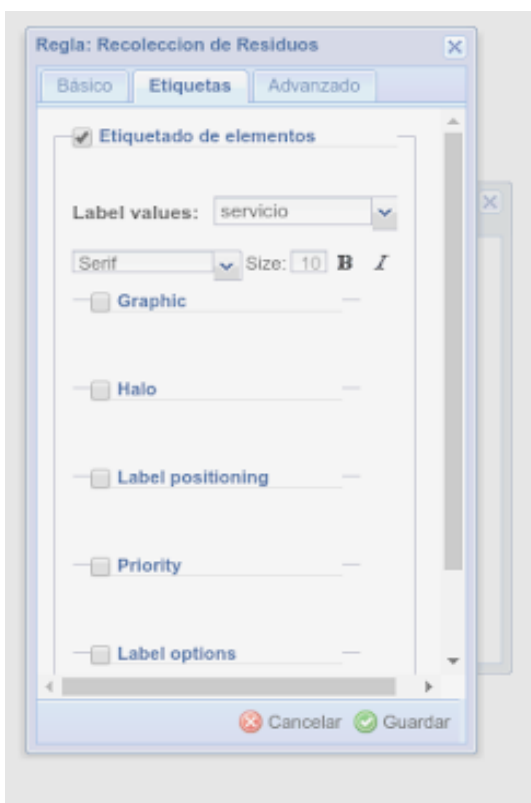 Regla: Recoleccion de Residuos
Básico Etiquetas Advanzado
Etiquetado de elementos
Label values: servicio
Serif Size: 10 B I
Graphic
Halo
Label positioning
Priority
Label options
Cancelar Guardar